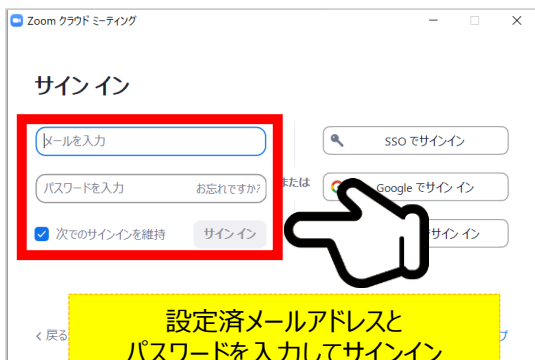 Zoom クラウド ミーティング
サイン イン
メールを入力
パスワードを入力
お忘れですか?
次でのサインインを維持
サイン イン
または
SSO でサインイン
Google でサイン イン
でサイン イン
戻る
設定済メールアドレスと
パスワードを入力してサインイン